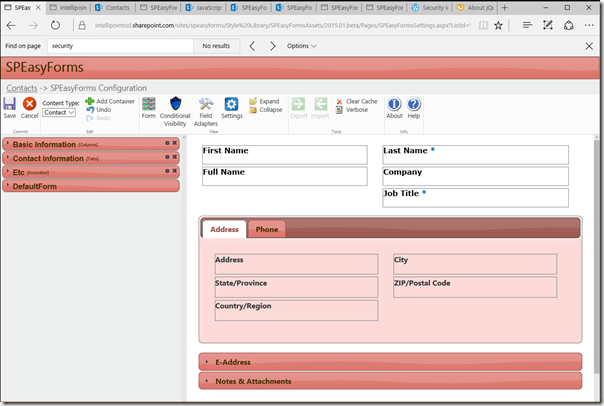 SPEas
intellipoin
Contacts
SPEasyFor
JavaScrip
SPEasyFo
SPEasyFo
SPEasyFor
SPEasyFor
Security k
About jQu
intellipointsol.sharepoint.com/sites/speasyforms/Style%20Library/SPEasyFormsAssets/2015.01.beta/Pages/SPEasyFormsSettings.aspx?ListId=
Find on page security No results Options
SPEasyForms
Contacts -> SPEasyForms Configuration
Save Cancel Content Type: Contact Add Container Undo Redo Form Conditional Visibility Field Adapters Settings Expand Collapse Export Import Clear Cache Verbose About Help
Commit Edit View Tools Info
Basic Information (Columns)
Contact Information (Tabs)
Etc (Accordion)
DefaultForm
First Name Last Name *
Full Name Company
Job Title *
Address Phone
Address City
State/Province ZIP/Postal Code
Country/Region
E-Address
Notes & Attachments